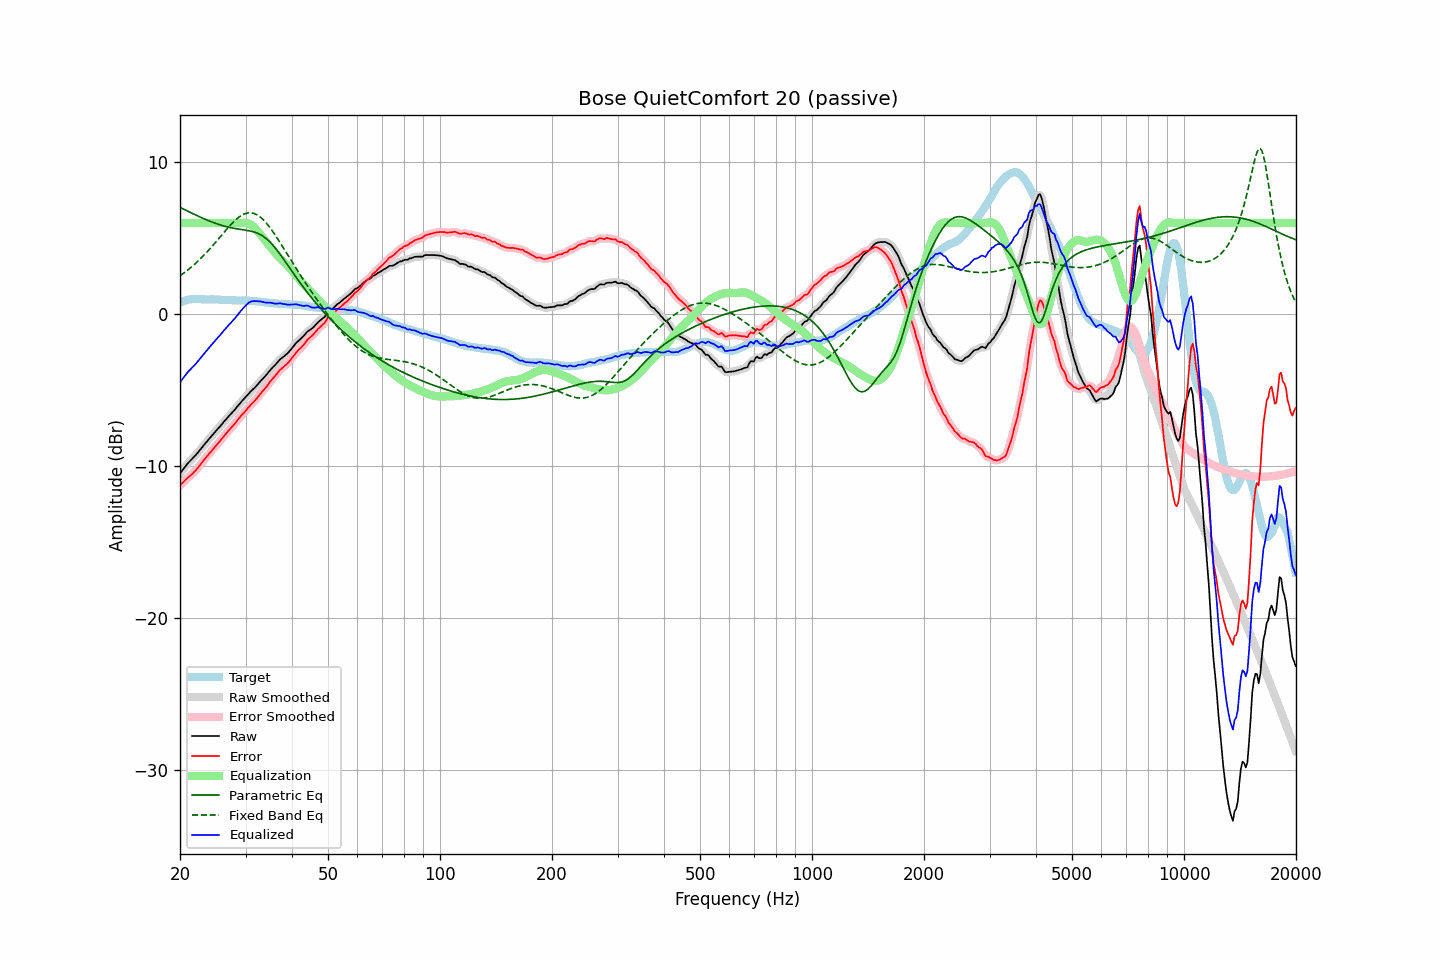 Bose QuietComfort 20 (passive)
Amplitude (dBr)
10
0
−10
−20
−30
Target
Raw Smoothed
Error Smoothed
Raw
Error
Equalization
Parametric Eq
Fixed Band Eq
Equalized
20 50 100 200 500 1000 2000 5000 10000 20000
Frequency (Hz)